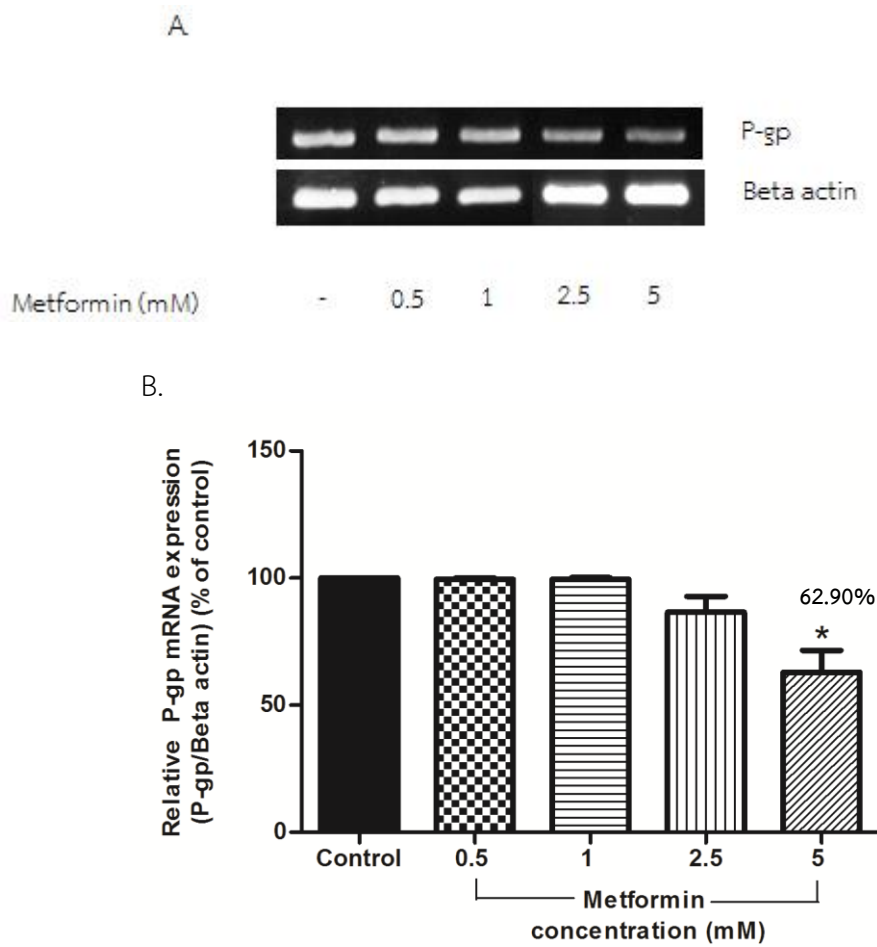 A.
P-gp
Beta actin
Metformin (mM) - 0.5 1 2.5 5
B.
Relative P-gp mRNA expression
(P-gp/Beta actin) (% of control)
150
100
50
0
62.90%
*
Control 0.5 1 2.5 5
Metformin
concentration (mM)